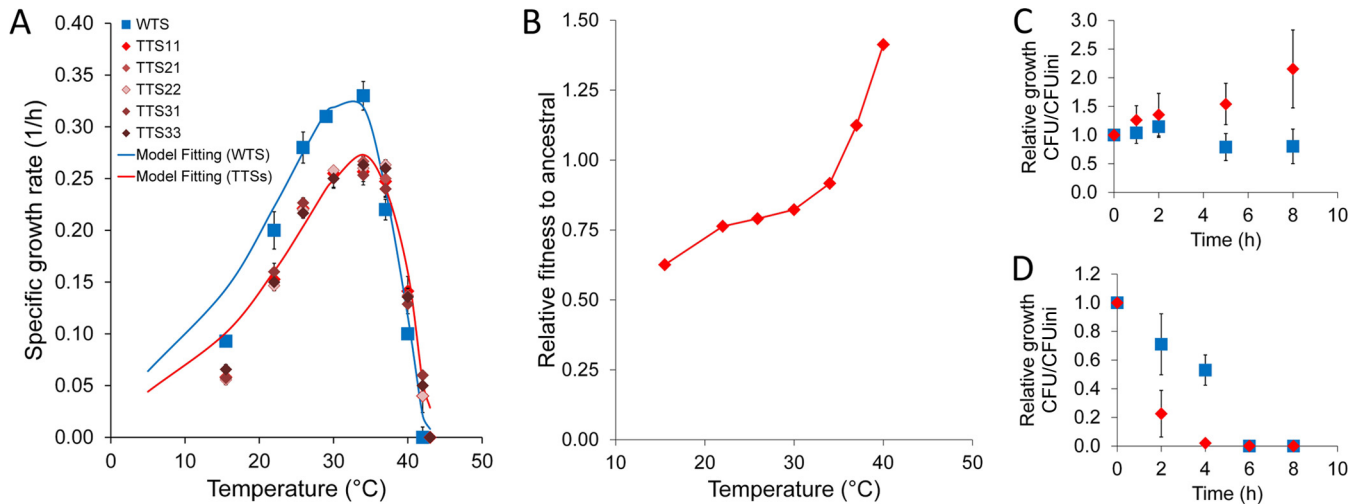 A
Specific growth rate (1/h)
0.40
0.35
0.30
0.25
0.20
0.15
0.10
0.05
0.00
WTS
TTS11
TTS21
TTS22
TTS31
TTS33
Model Fitting (WTS)
Model Fitting (TTSs)
0 10 20 30 40 50
Temperature (°C)
B
Relative fitness to ancestral
1.50
1.25
1.00
0.75
0.50
0.25
0.00
10 20 30 40 50
Temperature (°C)
C
Relative growth
CFU/CFUini
3.0
2.5
2.0
1.5
1.0
0.5
0.0
0 2 4 6 8 10
Time (h)
D
Relative growth
CFU/CFUini
1.2
1.0
0.8
0.6
0.4
0.2
0.0
0 2 4 6 8 10
Time (h)